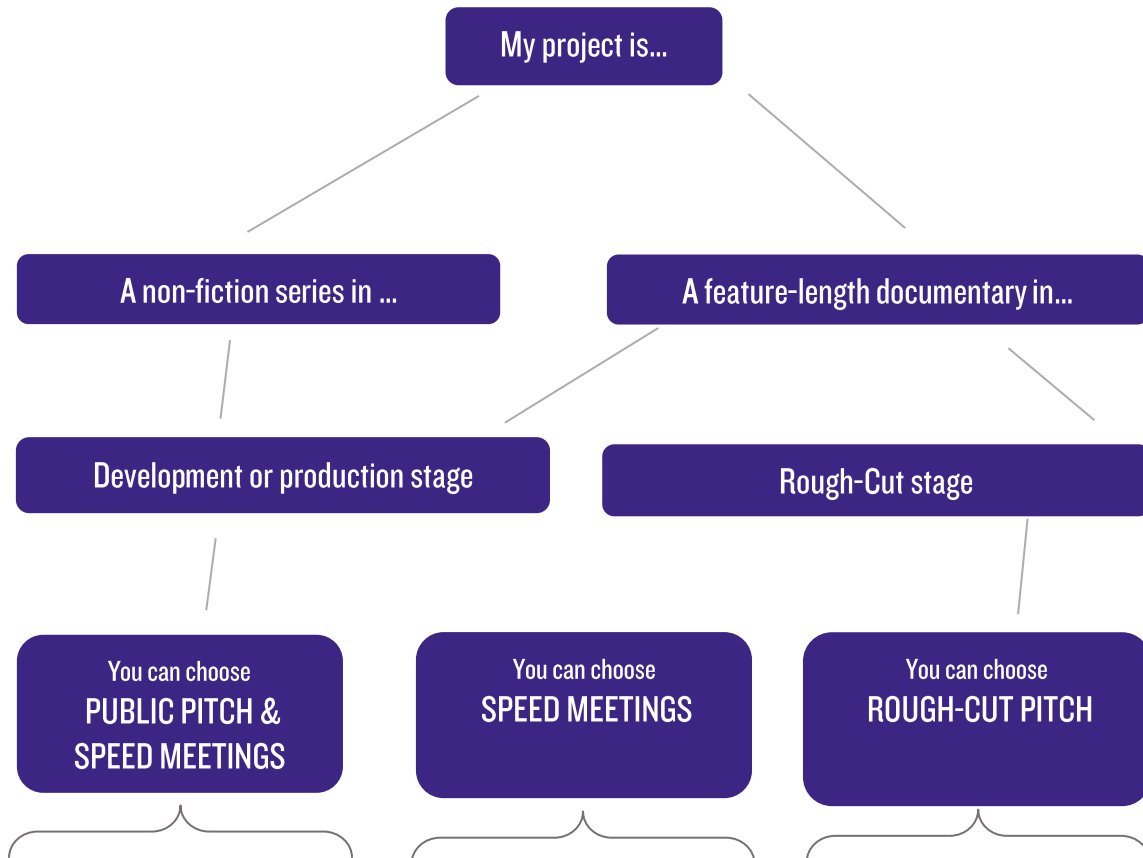 My project is...
A non-fiction series in ...
A feature-length documentary in...
Development or production stage
Rough-Cut stage
You can choose
PUBLIC PITCH &
SPEED MEETINGS
You can choose
SPEED MEETINGS
You can choose
ROUGH-CUT PITCH